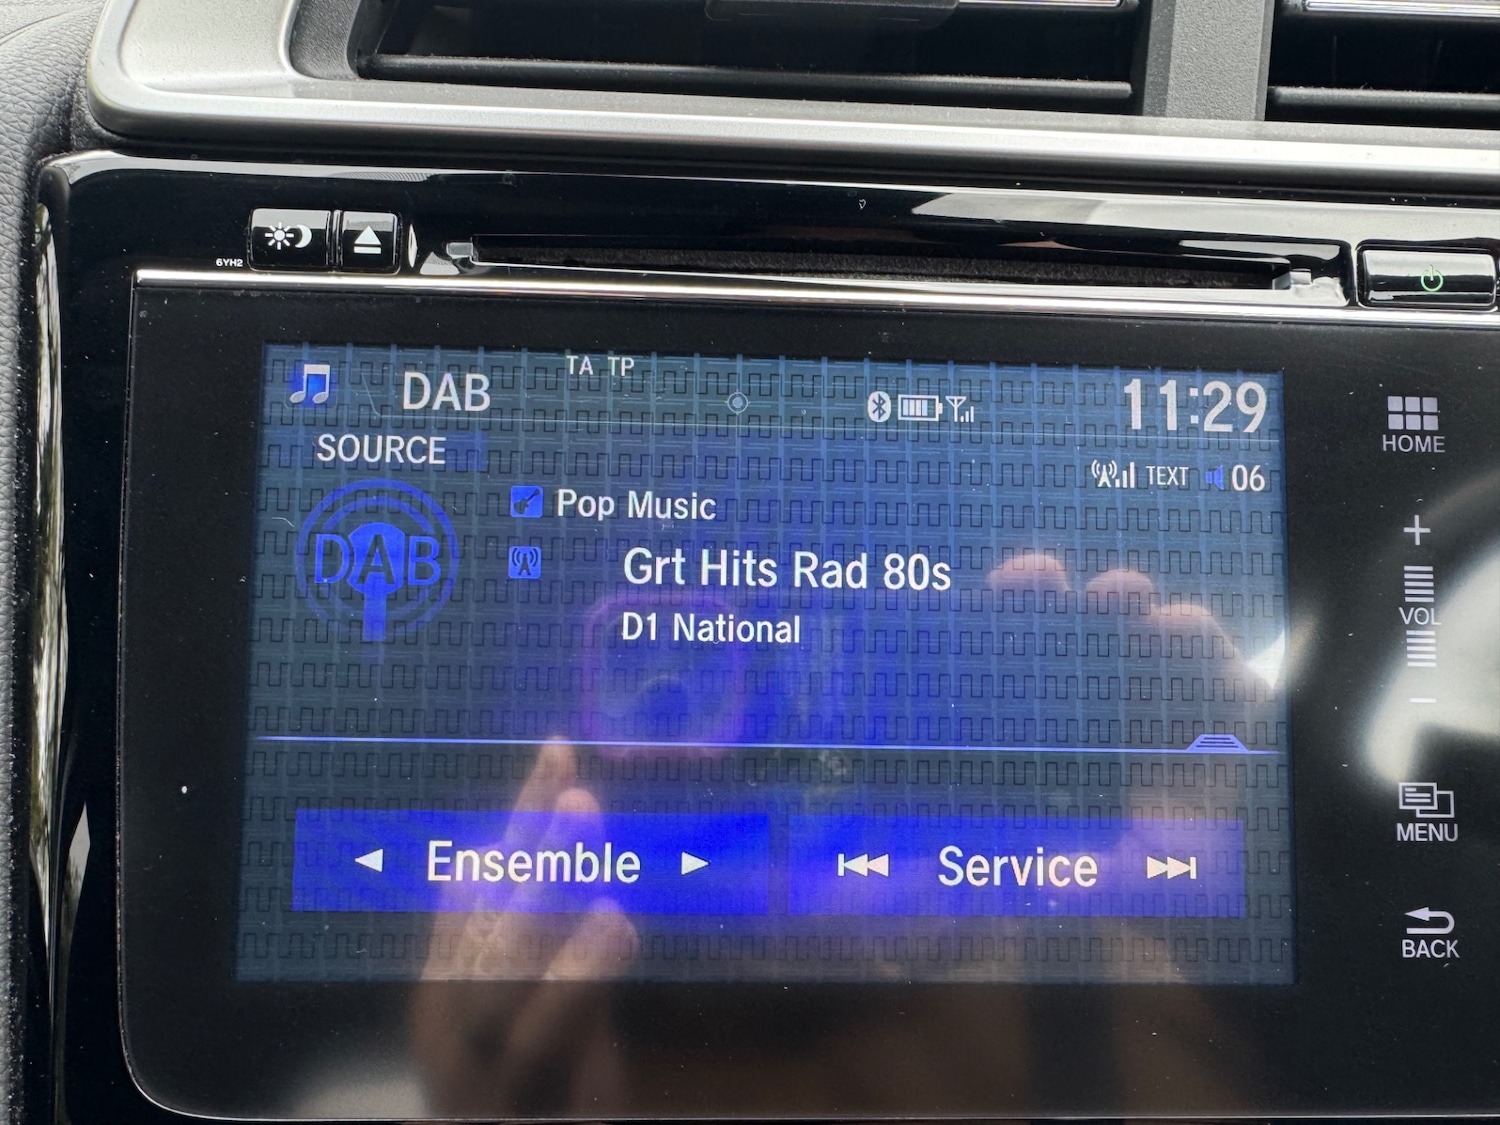 6YH2
TA TP
DAB
11:29
SOURCE
TEXT 06
HOME
Pop Music
DAB
Grt Hits Rad 80s
D1 National
VOL
Ensemble
Service
MENU
BACK